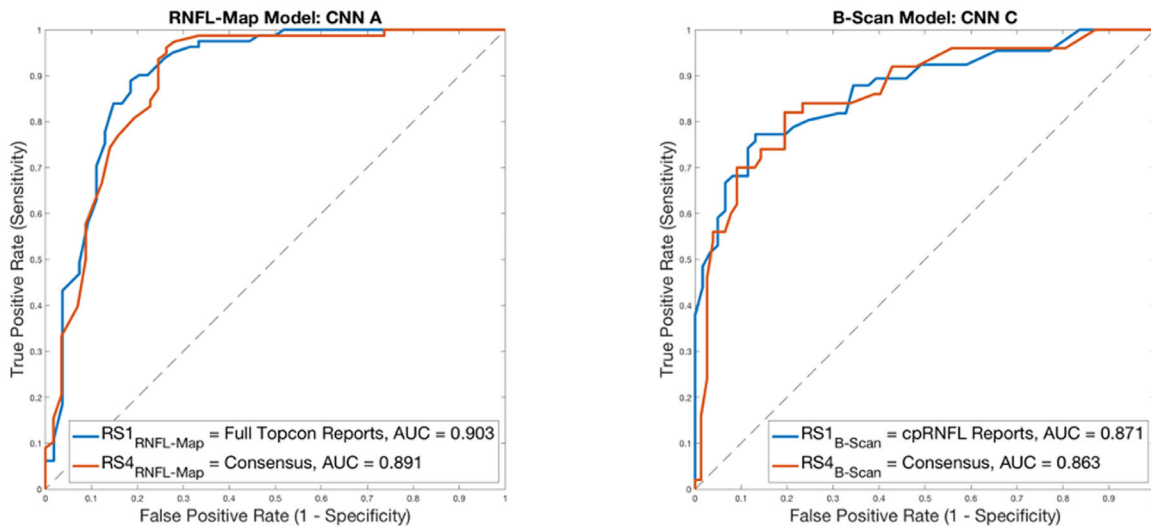 RNFL-Map Model: CNN A
True Positive Rate (Sensitivity)
1
0.9
0.8
0.7
0.6
0.5
0.4
0.3
0.2
0.1
0
RS1RNFL-Map = Full Topcon Reports, AUC = 0.903
RS4RNFL-Map = Consensus, AUC = 0.891
0 0.1 0.2 0.3 0.4 0.5 0.6 0.7 0.8 0.9 1
False Positive Rate (1 - Specificity)
B-Scan Model: CNN C
True Positive Rate (Sensitivity)
1
0.9
0.8
0.7
0.6
0.5
0.4
0.3
0.2
0.1
0
RS1B-Scan = cpRNFL Reports, AUC = 0.871
RS4B-Scan = Consensus, AUC = 0.863
0 0.1 0.2 0.3 0.4 0.5 0.6 0.7 0.8 0.9
False Positive Rate (1 - Specificity)